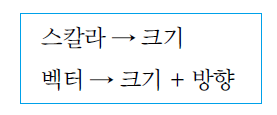 스칼라 → 크기
벡터 → 크기 + 방향